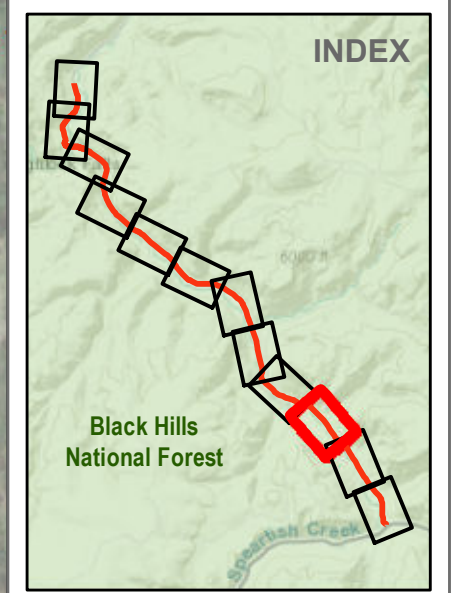 INDEX
6000 ft
Black Hills
National Forest
Spearfish Creek